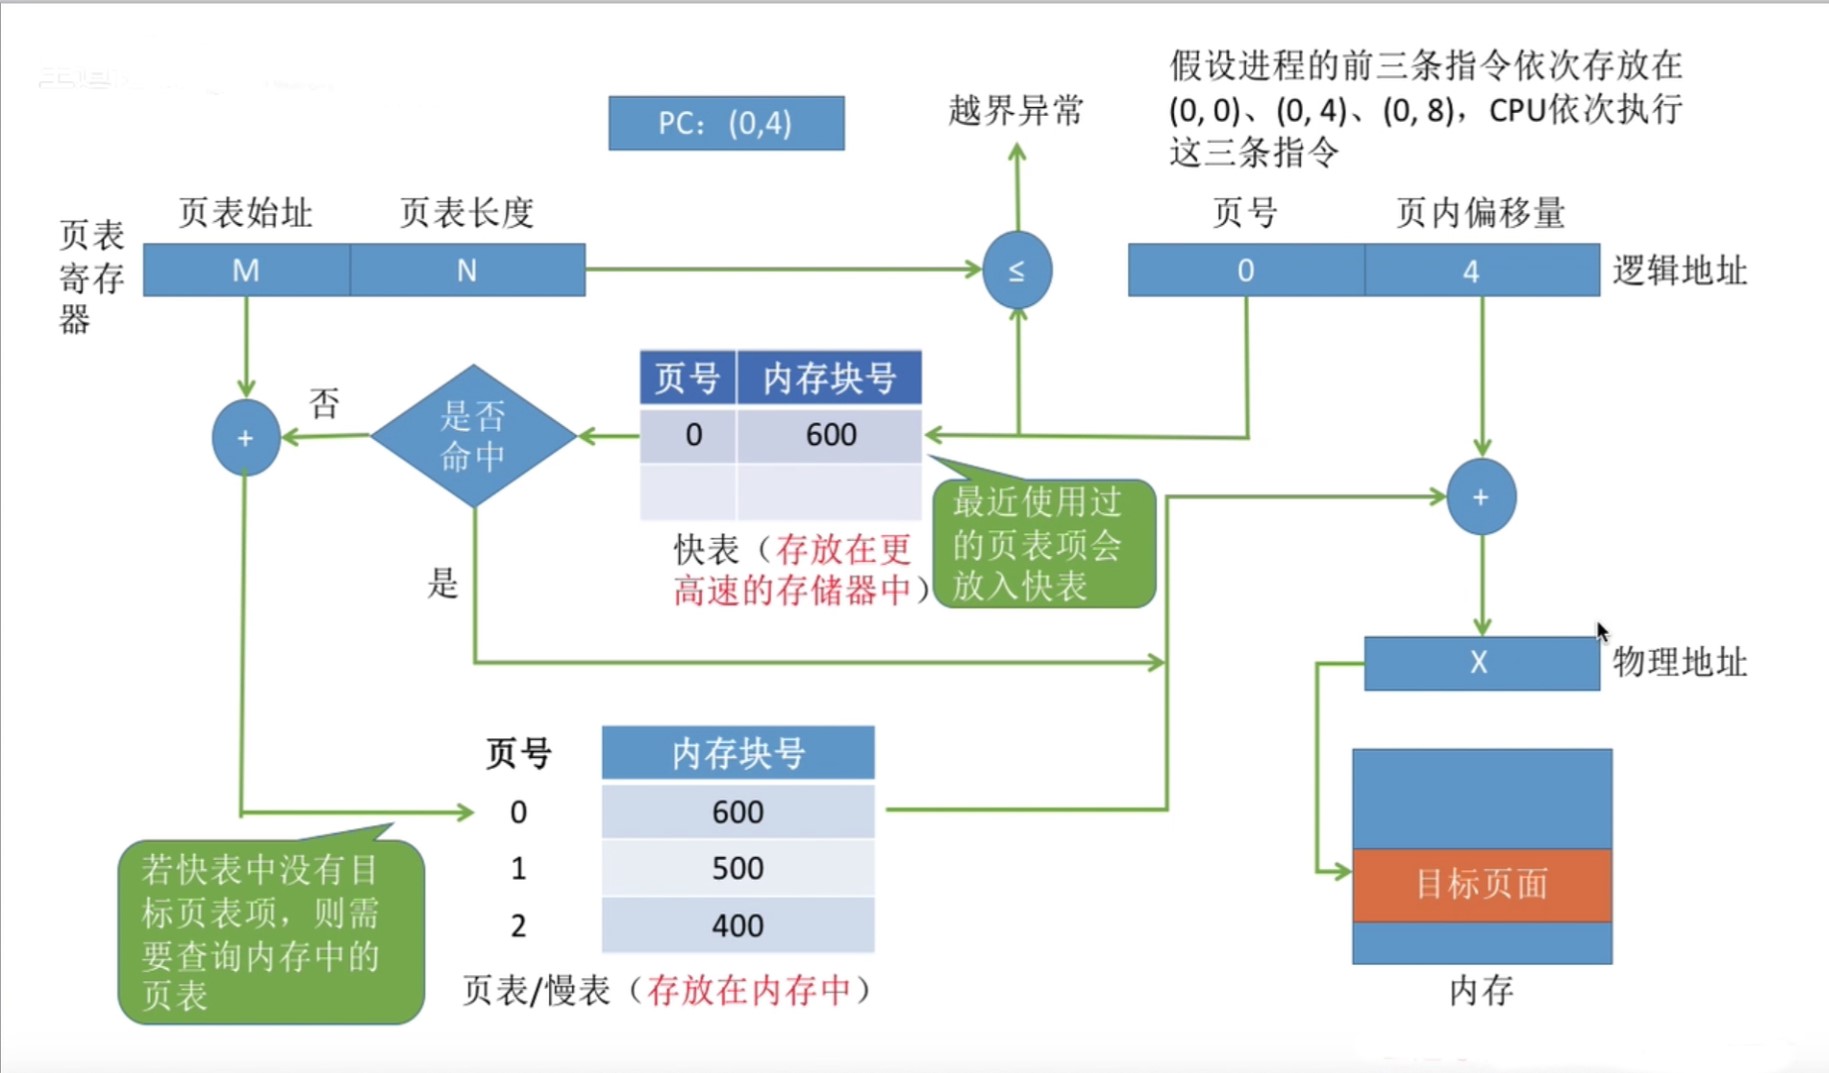 假设进程的前三条指令依次存放在
(0, 0)、(0, 4)、(0, 8)，CPU依次执行
这三条指令
PC：(0,4)
越界异常
页表始址
页表长度
页号
页内偏移量
页表
寄存
器
M
N
≤
0
4
逻辑地址
页号
内存块号
0
600
否
是否
命中
+
+
快表（存放在更
高速的存储器中）
最近使用过
的页表项会
放入快表
是
X
物理地址
页号
内存块号
0
600
1
500
2
400
页表/慢表（存放在内存中）
若快表中没有目
标页表项，则需
要查询内存中的
页表
目标页面
内存